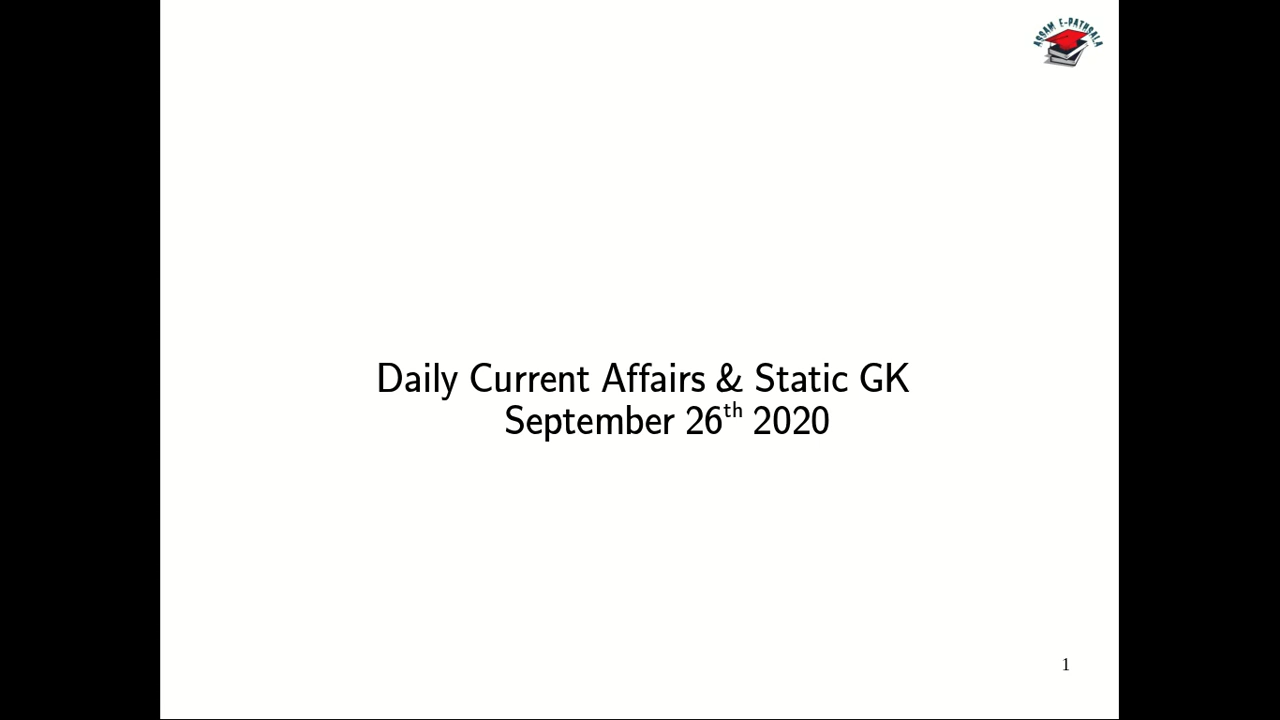 ASSAM E-PATHSALA
Daily Current Affairs & Static GK
September 26th 2020
1